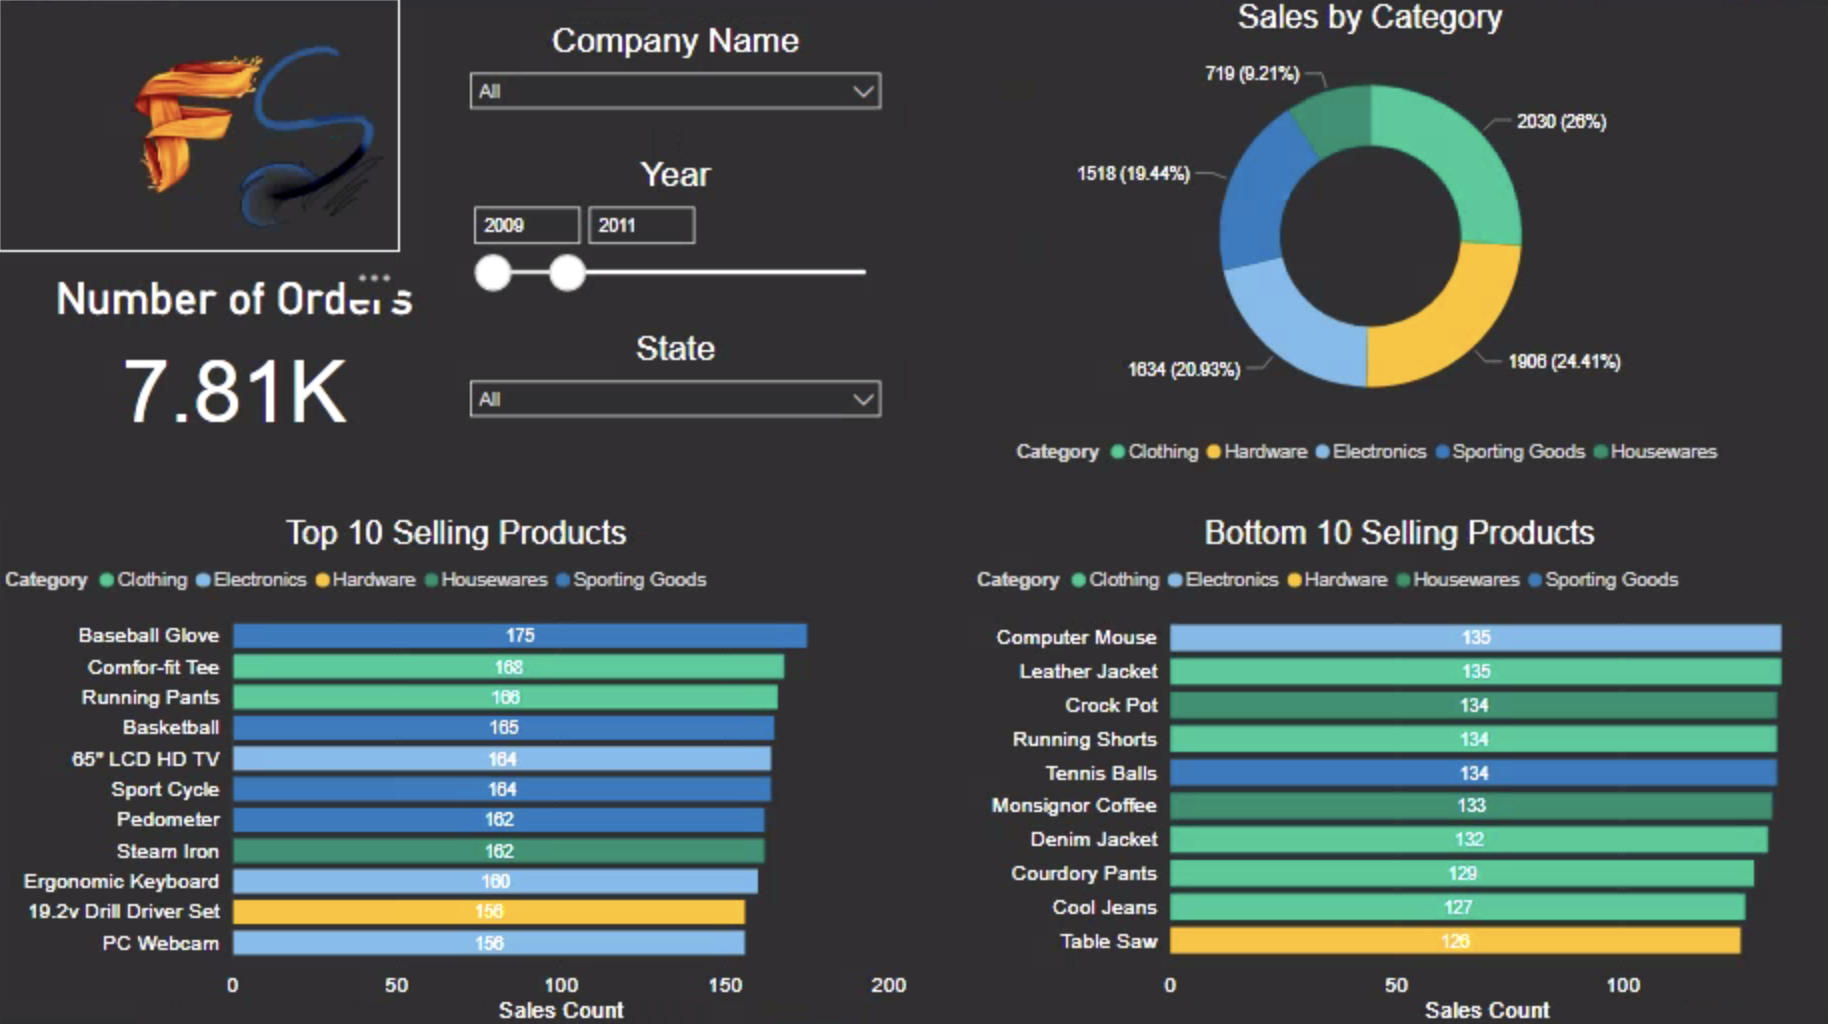 FS
Company Name
All
Year
2009 2011
State
All
Number of Orders
7.81K
Sales by Category
719 (9.21%)
2030 (26%)
1518 (19.44%)
1634 (20.93%)
1906 (24.41%)
Category Clothing Hardware Electronics Sporting Goods Housewares
Top 10 Selling Products
Category Clothing Electronics Hardware Housewares Sporting Goods
Baseball Glove 175
Comfor-fit Tee 168
Running Pants 166
Basketball 165
65" LCD HD TV 164
Sport Cycle 164
Pedometer 162
Steam Iron 162
Ergonomic Keyboard 160
19.2v Drill Driver Set 156
PC Webcam 156
0 50 100 150 200
Sales Count
Bottom 10 Selling Products
Category Clothing Electronics Hardware Housewares Sporting Goods
Computer Mouse 135
Leather Jacket 135
Crock Pot 134
Running Shorts 134
Tennis Balls 134
Monsignor Coffee 133
Denim Jacket 132
Courdory Pants 129
Cool Jeans 127
Table Saw 126
0 50 100
Sales Count